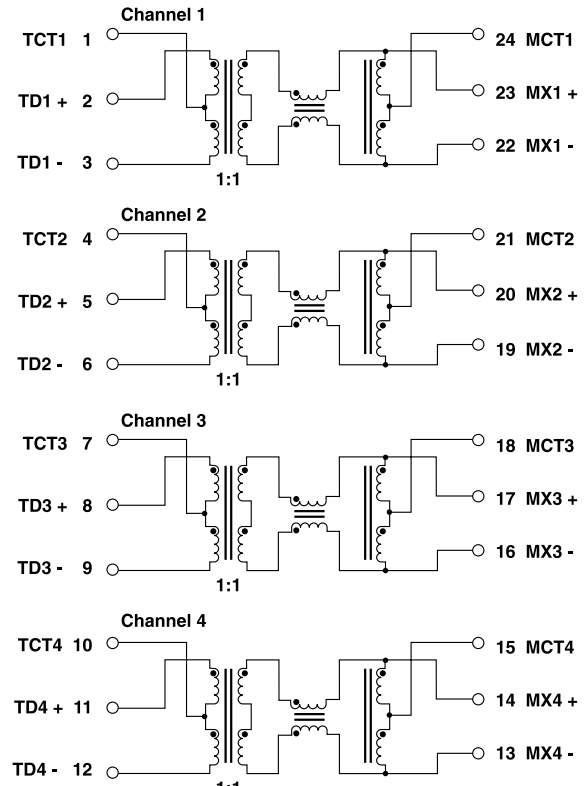 Channel 1
TCT1 1
24 MCT1
TD1 + 2
23 MX1 +
TD1 - 3
22 MX1 -
1:1
Channel 2
TCT2 4
21 MCT2
TD2 + 5
20 MX2 +
TD2 - 6
19 MX2 -
1:1
Channel 3
TCT3 7
18 MCT3
TD3 + 8
17 MX3 +
TD3 - 9
16 MX3 -
1:1
Channel 4
TCT4 10
15 MCT4
TD4 + 11
14 MX4 +
TD4 - 12
13 MX4 -
1:1